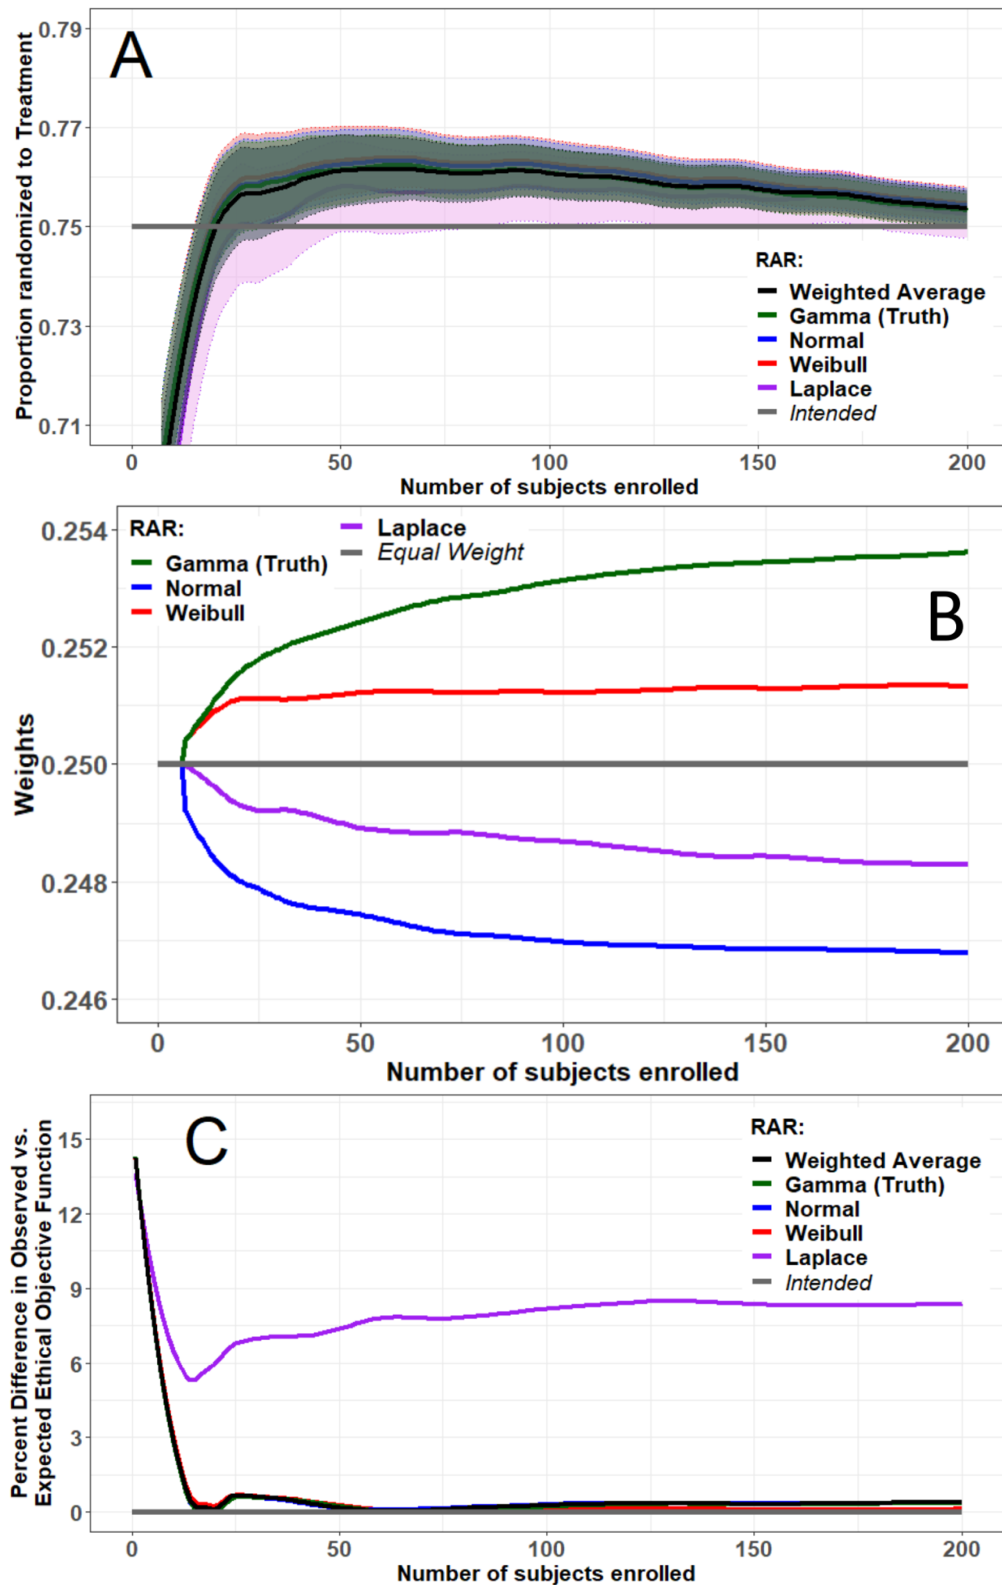 A
Proportion randomized to Treatment
0.79
0.77
0.75
0.73
0.71
RAR:
Weighted Average
Gamma (Truth)
Normal
Weibull
Laplace
Intended
0 50 100 150 200
Number of subjects enrolled
B
Weights
0.254
0.252
0.250
0.248
0.246
RAR:
Gamma (Truth)
Normal
Weibull
Laplace
Equal Weight
0 50 100 150 200
Number of subjects enrolled
C
Percent Difference in Observed vs.
Expected Ethical Objective Function
15
12
9
6
3
0
RAR:
Weighted Average
Gamma (Truth)
Normal
Weibull
Laplace
Intended
0 50 100 150 200
Number of subjects enrolled